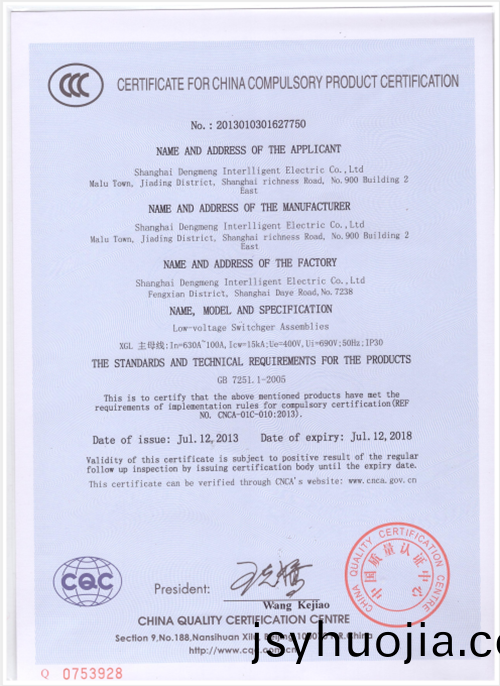 CCC
CERTIFICATE FOR CHINA COMPULSORY PRODUCT CERTIFICATION
No.: 2013010301627750
NAME AND ADDRESS OF THE APPLICANT
Shanghai Dengmeng Interlligent Electric Co.,Ltd
Malu Town, Jiading District, Shanghai richness Road, No.900 Building 2
East
NAME AND ADDRESS OF THE MANUFACTURER
Shanghai Dengmeng Interlligent Electric Co.,Ltd
Malu Town, Jiading District, Shanghai richness Road, No.900 Building 2
East
NAME AND ADDRESS OF THE FACTORY
Shanghai Dengmeng Interlligent Electric Co.,Ltd
Fengxian District, Shanghai Daye Road,No.7238
NAME, MODEL AND SPECIFICATION
Low-voltage Switchger Assemblies
XGL 主母线:In=630A~100A,Icw=15kA;Ue=400V,Ui=690V;50Hz;IP30
THE STANDARDS AND TECHNICAL REQUIREMENTS FOR THE PRODUCTS
GB 7251.1-2005
This is to certify that the above mentioned products have met the
requirements of implementation rules for compulsory certification(REF
NO. CNCA-01C-010:2013).
Date of issue: Jul.12,2013 Date of expiry: Jul.12,2018
Validity of this certificate is subject to positive result of the regular
follow up inspection by issuing certification body until the expiry date.
This certificate can be verified through CNCA's website: www.cnca.gov.cn
CQC
President:
Wang Kejiao
CHINA QUALITY CERTIFICATION CENTRE
中国质量认证中心
CHINA QUALITY CERTIFICATION CENTRE
Section 9,No.188,Nansihuan Beijing P.R.China
http://www.cqc.com.cn
jsyhuojia.com
Q 0753928